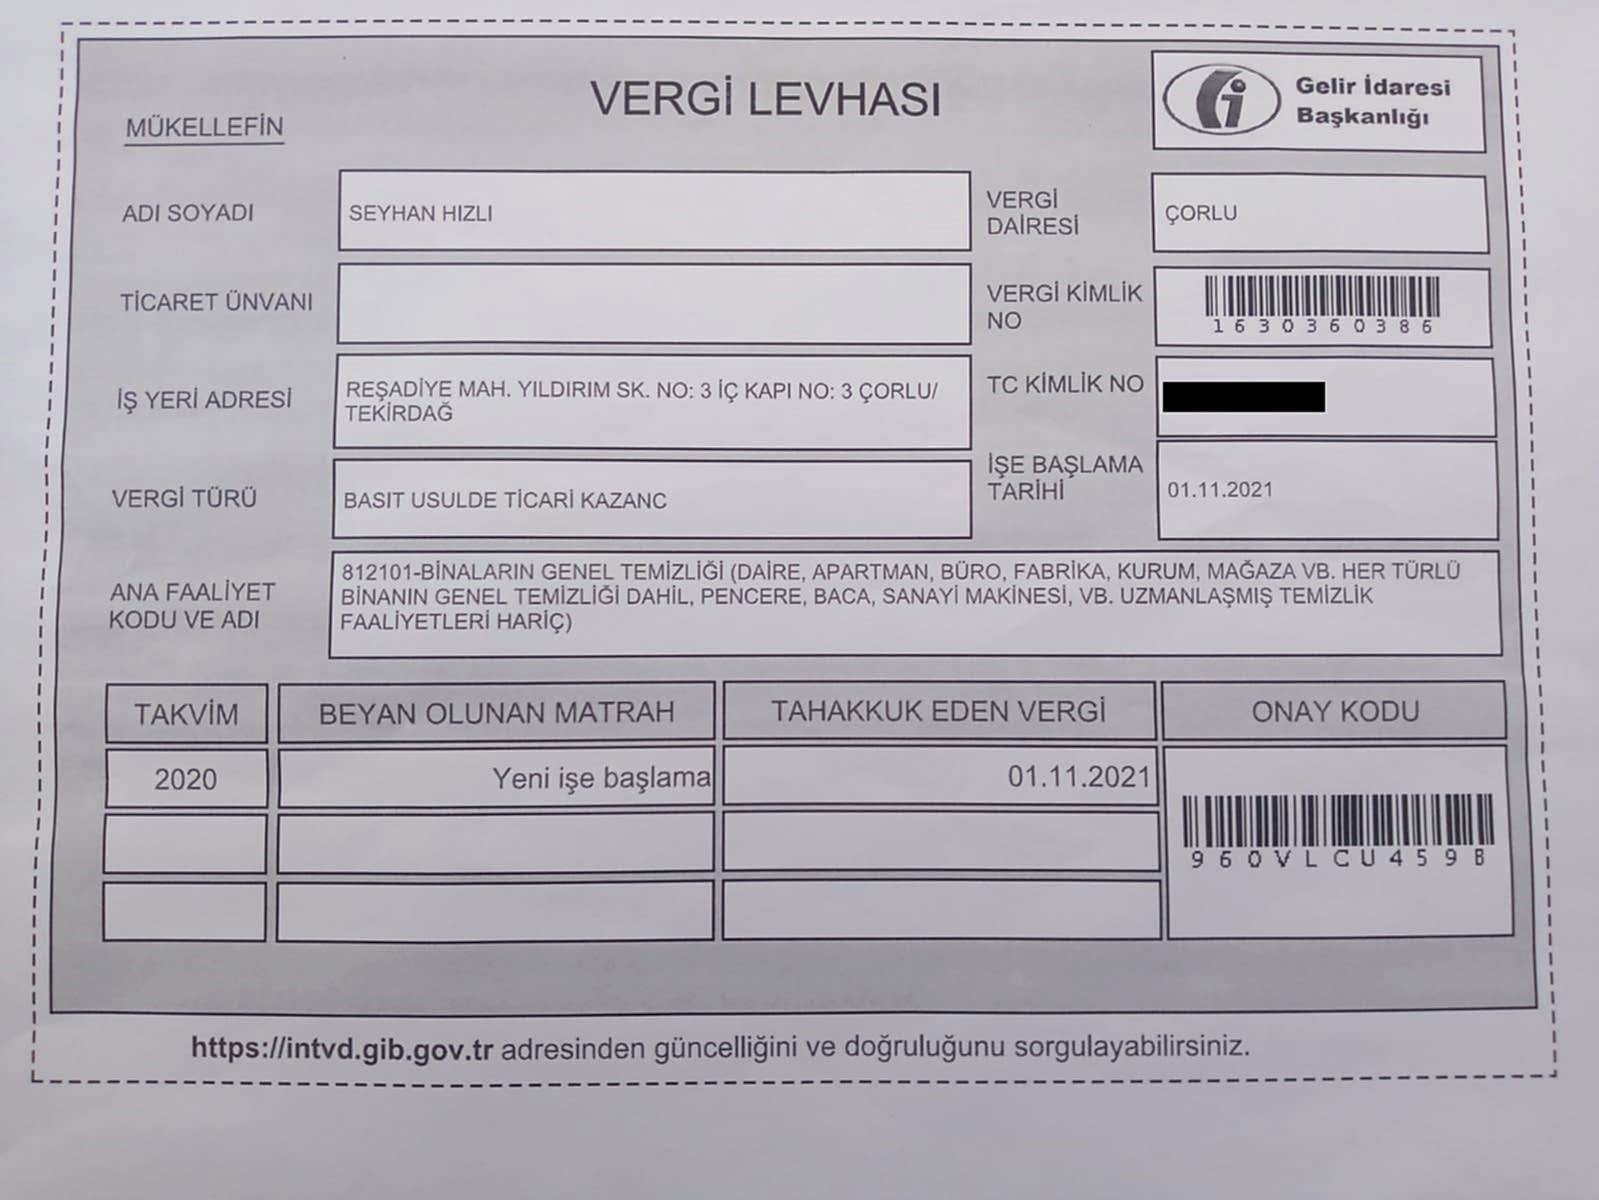 VERGİ LEVHASI
Gelir İdaresi
Başkanlığı
MÜKELLEFİN
ADI SOYADI
SEYHAN HIZLI
VERGİ
DAİRESİ
ÇORLU
TİCARET ÜNVANI
VERGİ KİMLİK
NO
1630360386
İŞ YERİ ADRESİ
REŞADİYE MAH. YILDIRIM SK. NO: 3 İÇ KAPI NO: 3 ÇORLU/
TEKİRDAĞ
TC KİMLİK NO
VERGİ TÜRÜ
BASIT USULDE TİCARİ KAZANC
İŞE BAŞLAMA
TARİHİ
01.11.2021
ANA FAALİYET
KODU VE ADI
812101-BİNALARIN GENEL TEMİZLİĞİ (DAİRE, APARTMAN, BÜRO, FABRİKA, KURUM, MAĞAZA VB. HER TÜRLÜ
BİNANIN GENEL TEMİZLİĞİ DAHİL, PENCERE, BACA, SANAYİ MAKİNESİ, VB. UZMANLAŞMIŞ TEMİZLİK
FAALİYETLERİ HARİÇ)
TAKVİM
BEYAN OLUNAN MATRAH
TAHAKKUK EDEN VERGİ
ONAY KODU
2020
Yeni işe başlama
01.11.2021
960VLCU459B
https://intvd.gib.gov.tr adresinden güncelliğini ve doğruluğunu sorgulayabilirsiniz.